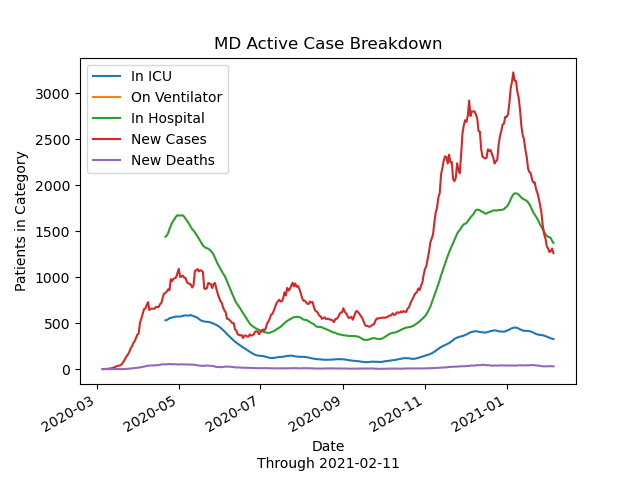 MD Active Case Breakdown
In ICU
On Ventilator
In Hospital
New Cases
New Deaths
Patients in Category
3000
2500
2000
1500
1000
500
0
2020-03
2020-05
2020-07
2020-09
2020-11
2021-01
Date
Through 2021-02-11